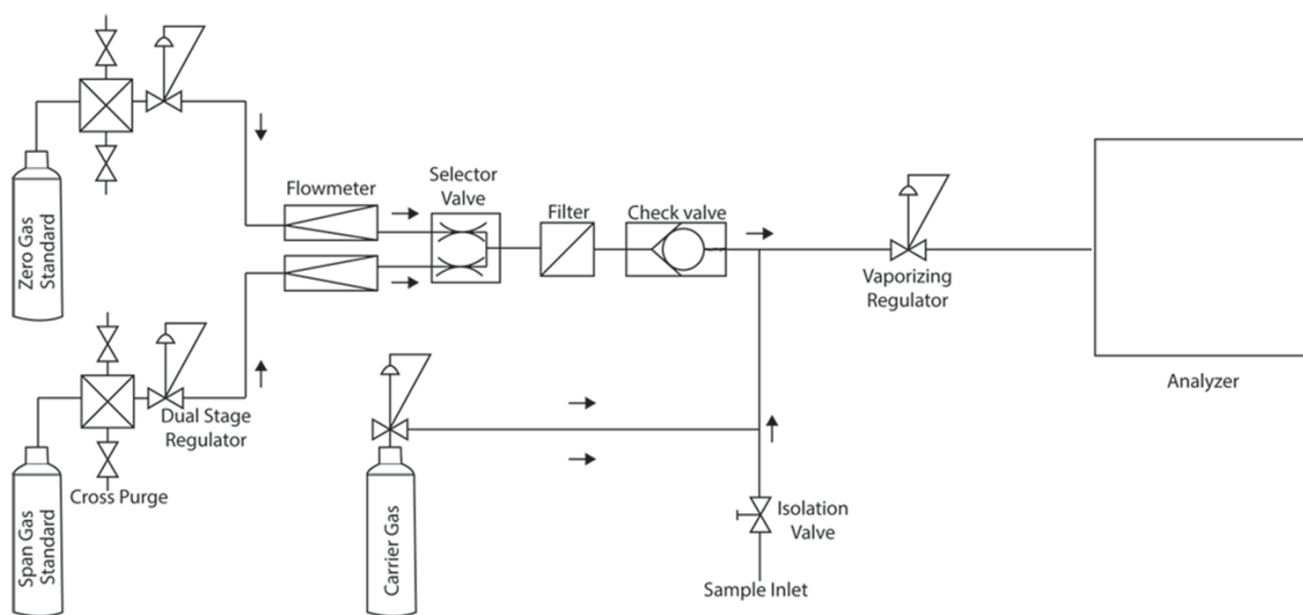 Zero Gas
Standard
Flowmeter
Selector
Valve
Filter
Check valve
Vaporizing
Regulator
Analyzer
Dual Stage
Regulator
Cross Purge
Span Gas
Standard
Carrier Gas
Isolation
Valve
Sample Inlet